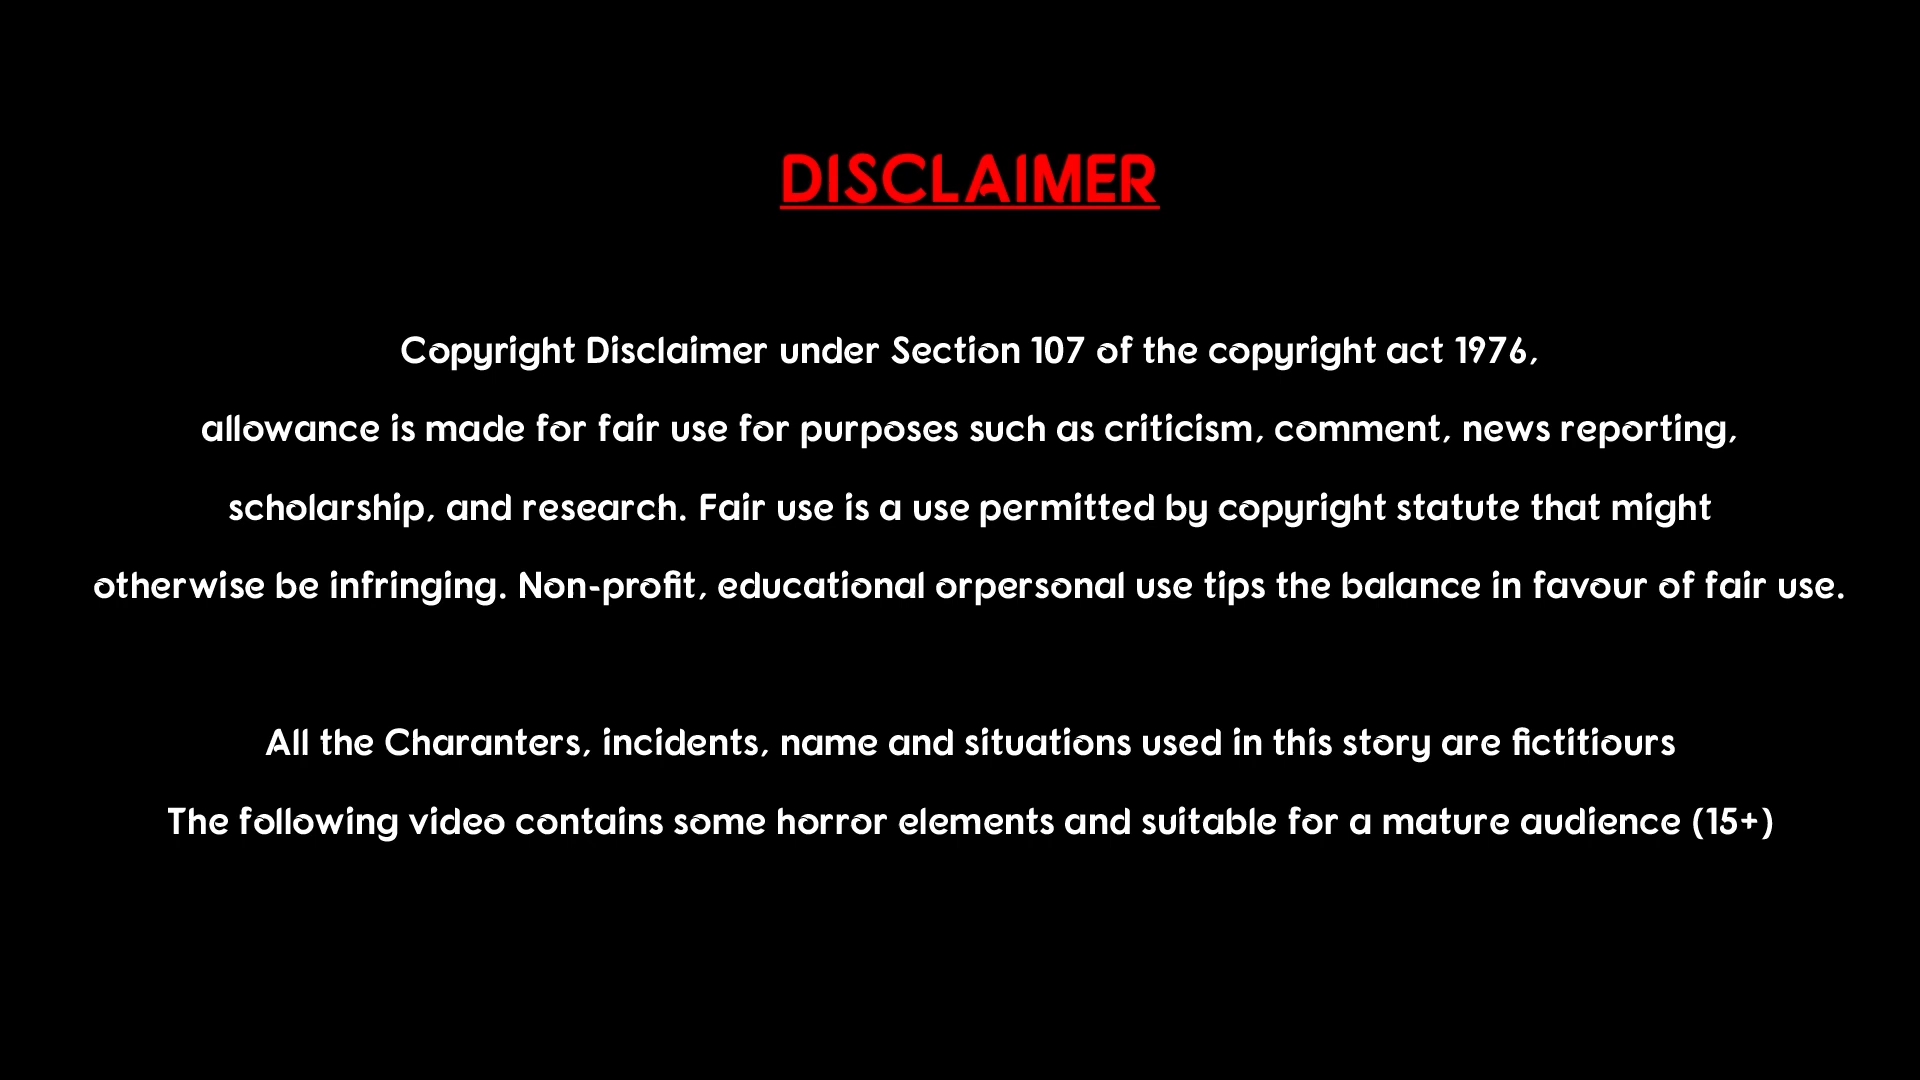 DISCLAIMER
Copyright Disclaimer under Section 107 of the copyright act 1976,
allowance is made for fair use for purposes such as criticism, comment, news reporting,
scholarship, and research. Fair use is a use permitted by copyright statute that might
otherwise be infringing. Non-profit, educational orpersonal use tips the balance in favour of fair use.
All the Charanters, incidents, name and situations used in this story are fictitiours
The following video contains some horror elements and suitable for a mature audience (15+)